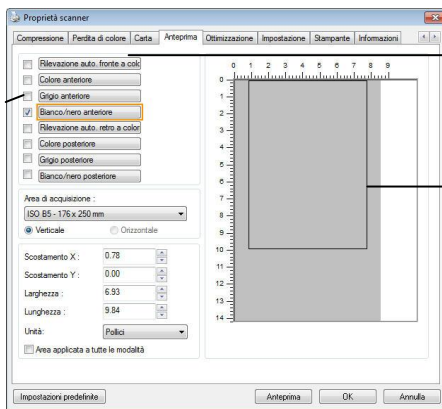 Proprietà scanner
Compressione Perdita di colore Carta Anteprima Ottimizzazione Impostazione Stampante Informazioni
Rilevazione auto. fronte a colo
Colore anteriore
Grigio anteriore
Bianco/nero anteriore
Rilevazione auto. retro a color
Colore posteriore
Grigio posteriore
Bianco/nero posteriore
Area di acquisizione :
ISO B5 - 176 x 250 mm
Verticale Orizzontale
Scostamento X : 0.78
Scostamento Y : 0.00
Larghezza : 6.93
Lunghezza : 9.84
Unità: Pollici
Area applicata a tutte le modalità
0 1 2 3 4 5 6 7 8 9
0
1
2
3
4
5
6
7
8
9
10
11
12
13
14
Impostazioni predefinite Anteprima OK Annulla